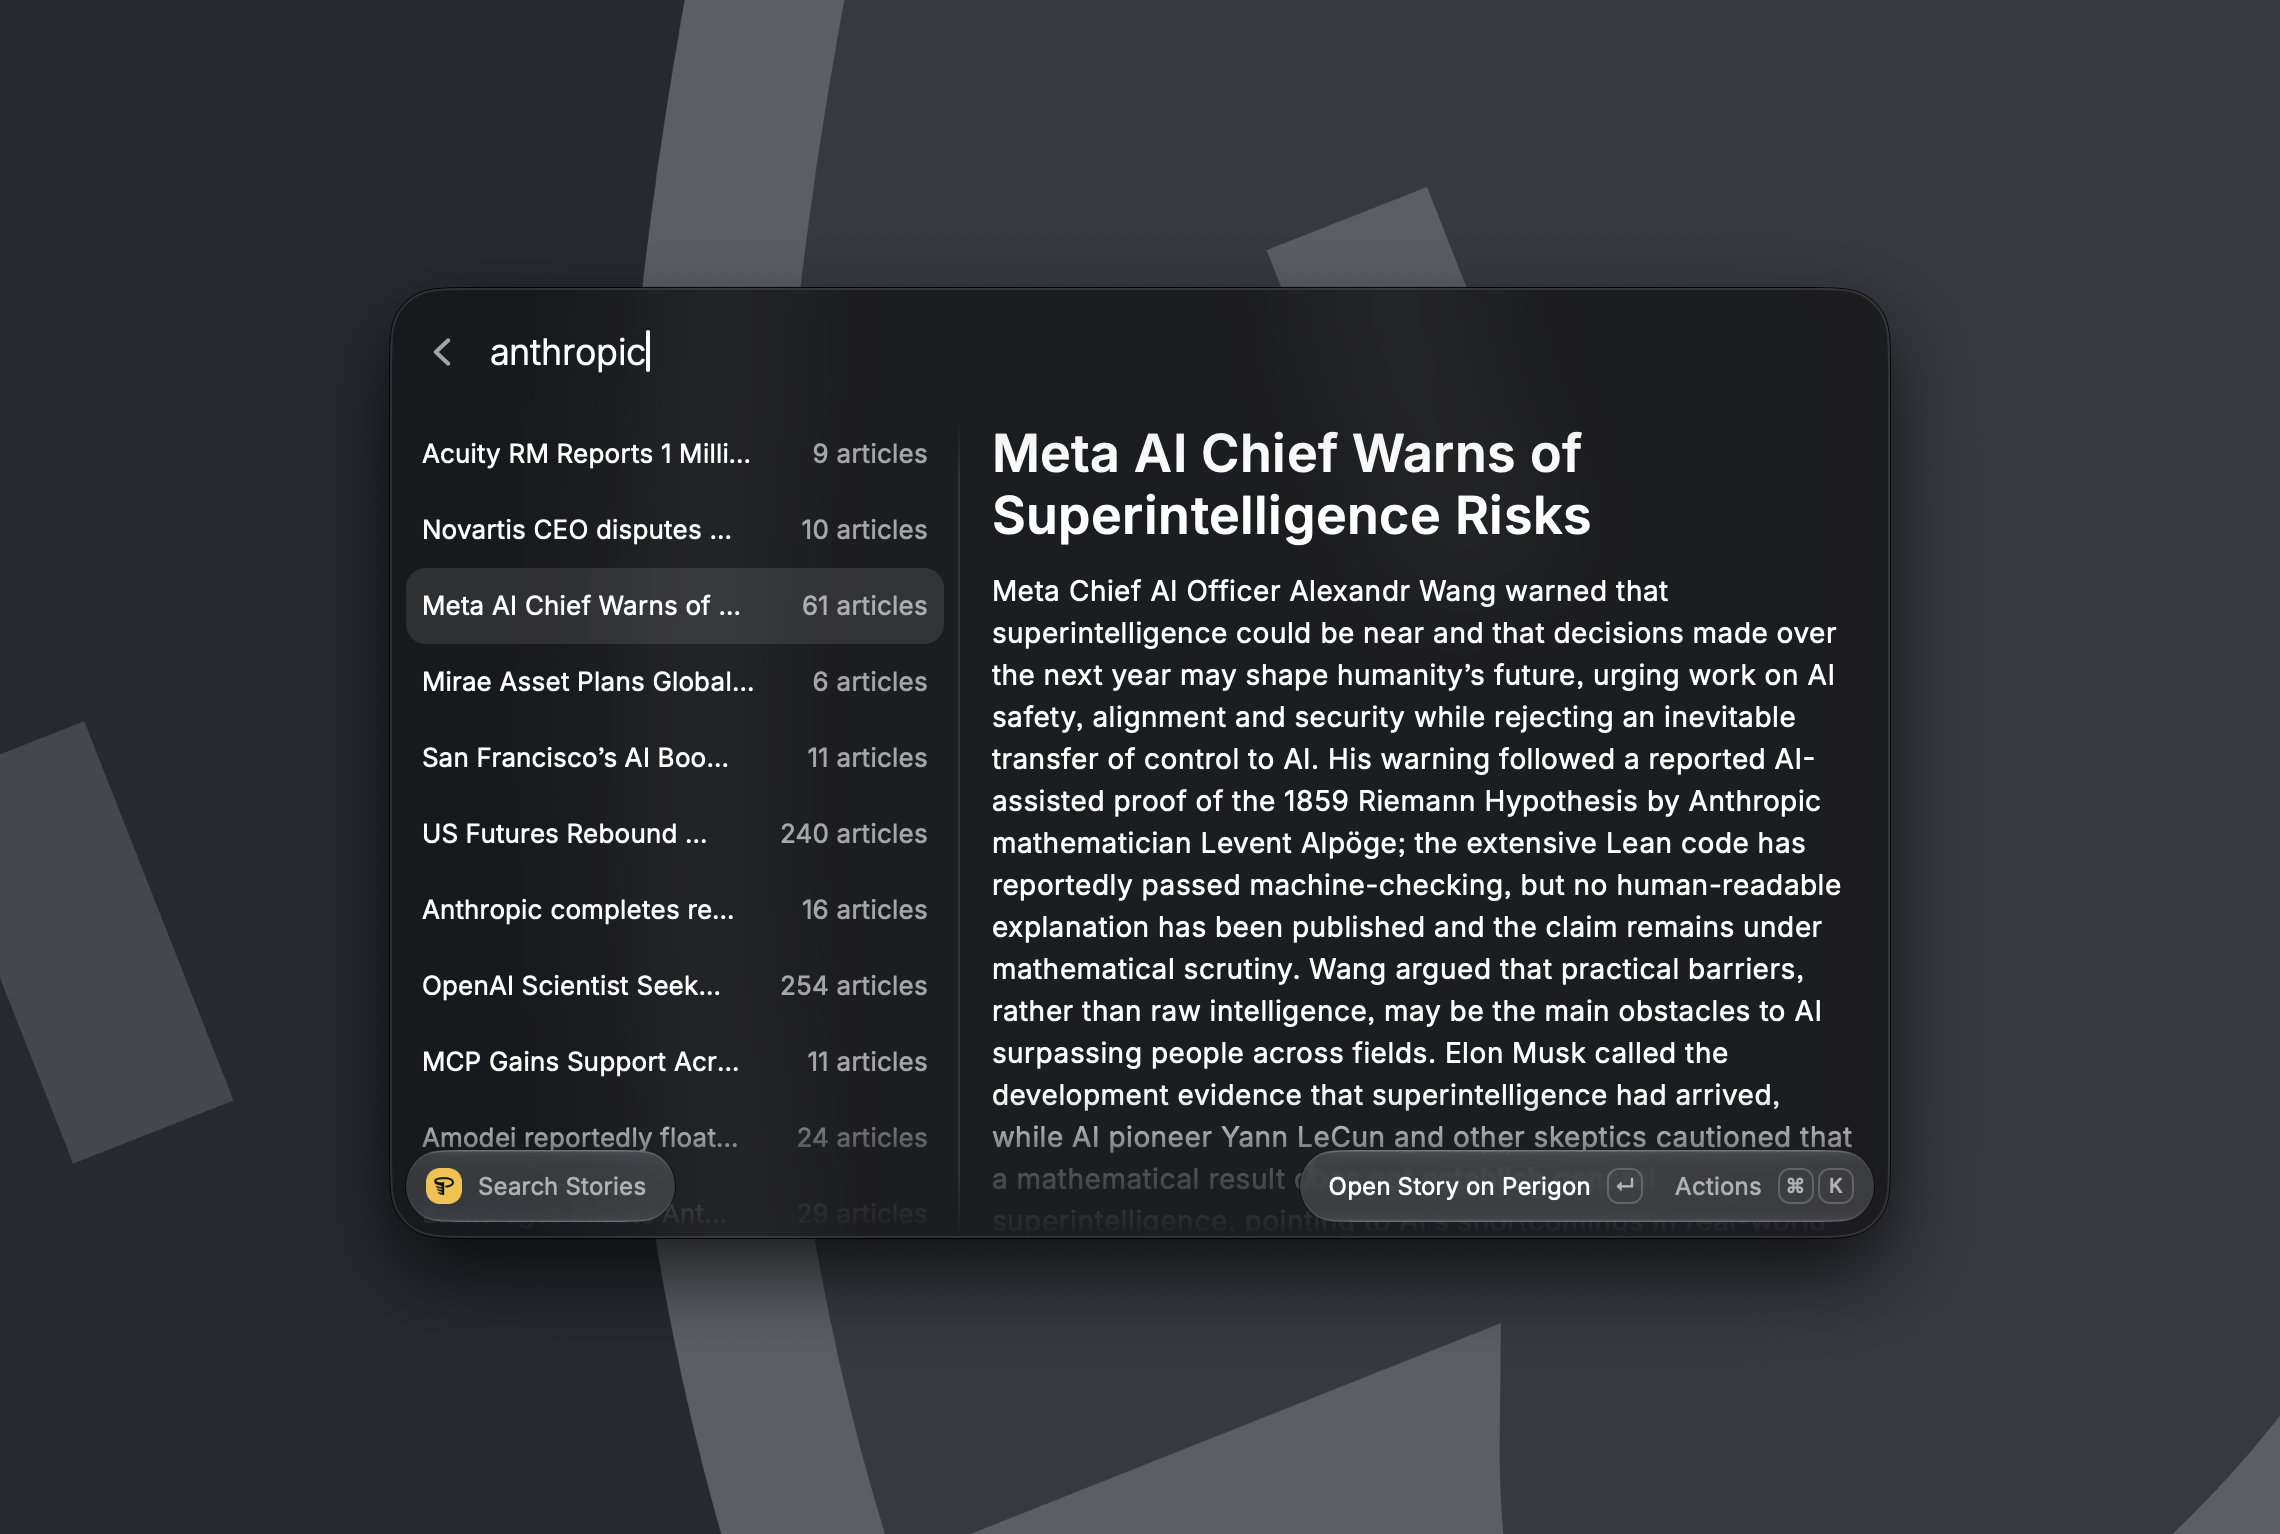 anthropic
Acuity RM Reports 1 Milli... 9 articles
Novartis CEO disputes ... 10 articles
Meta AI Chief Warns of ... 61 articles
Mirae Asset Plans Global... 6 articles
San Francisco’s AI Boo... 11 articles
US Futures Rebound ... 240 articles
Anthropic completes re... 16 articles
OpenAI Scientist Seek... 254 articles
MCP Gains Support Acr... 11 articles
Amodei reportedly float... 24 articles
Ant... 29 articles
Meta AI Chief Warns of
Superintelligence Risks
Meta Chief AI Officer Alexandr Wang warned that
superintelligence could be near and that decisions made over
the next year may shape humanity’s future, urging work on AI
safety, alignment and security while rejecting an inevitable
transfer of control to AI. His warning followed a reported AI-
assisted proof of the 1859 Riemann Hypothesis by Anthropic
mathematician Levent Alpöge; the extensive Lean code has
reportedly passed machine-checking, but no human-readable
explanation has been published and the claim remains under
mathematical scrutiny. Wang argued that practical barriers,
rather than raw intelligence, may be the main obstacles to AI
surpassing people across fields. Elon Musk called the
development evidence that superintelligence had arrived,
while AI pioneer Yann LeCun and other skeptics cautioned that
a mathematical result
superintelligence, pointing to AI’s shortcomings in real-world
Search Stories
Open Story on Perigon ↵ Actions ⌘ K